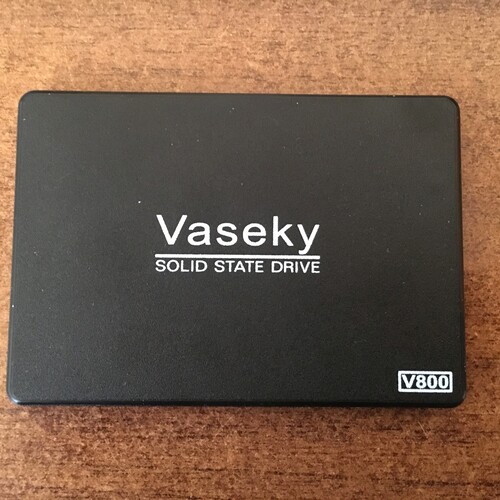 Vaseky
SOLID STATE DRIVE
V800